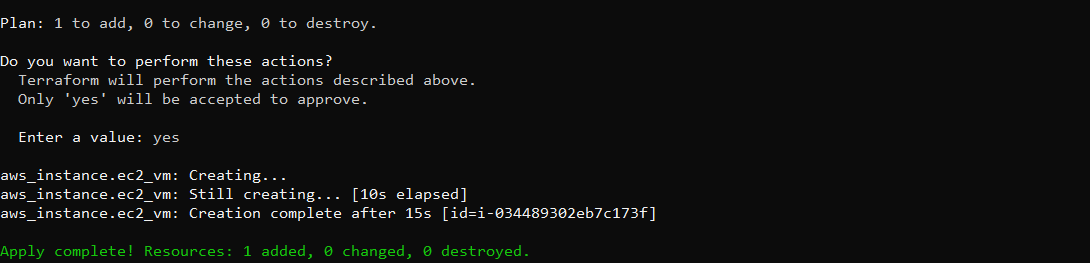 Plan: 1 to add, 0 to change, 0 to destroy.
Do you want to perform these actions?
Terraform will perform the actions described above.
Only 'yes' will be accepted to approve.
Enter a value: yes
aws_instance.ec2_vm: Creating...
aws_instance.ec2_vm: Still creating... [10s elapsed]
aws_instance.ec2_vm: Creation complete after 15s [id=i-034489302eb7c173f]
Apply complete! Resources: 1 added, 0 changed, 0 destroyed.